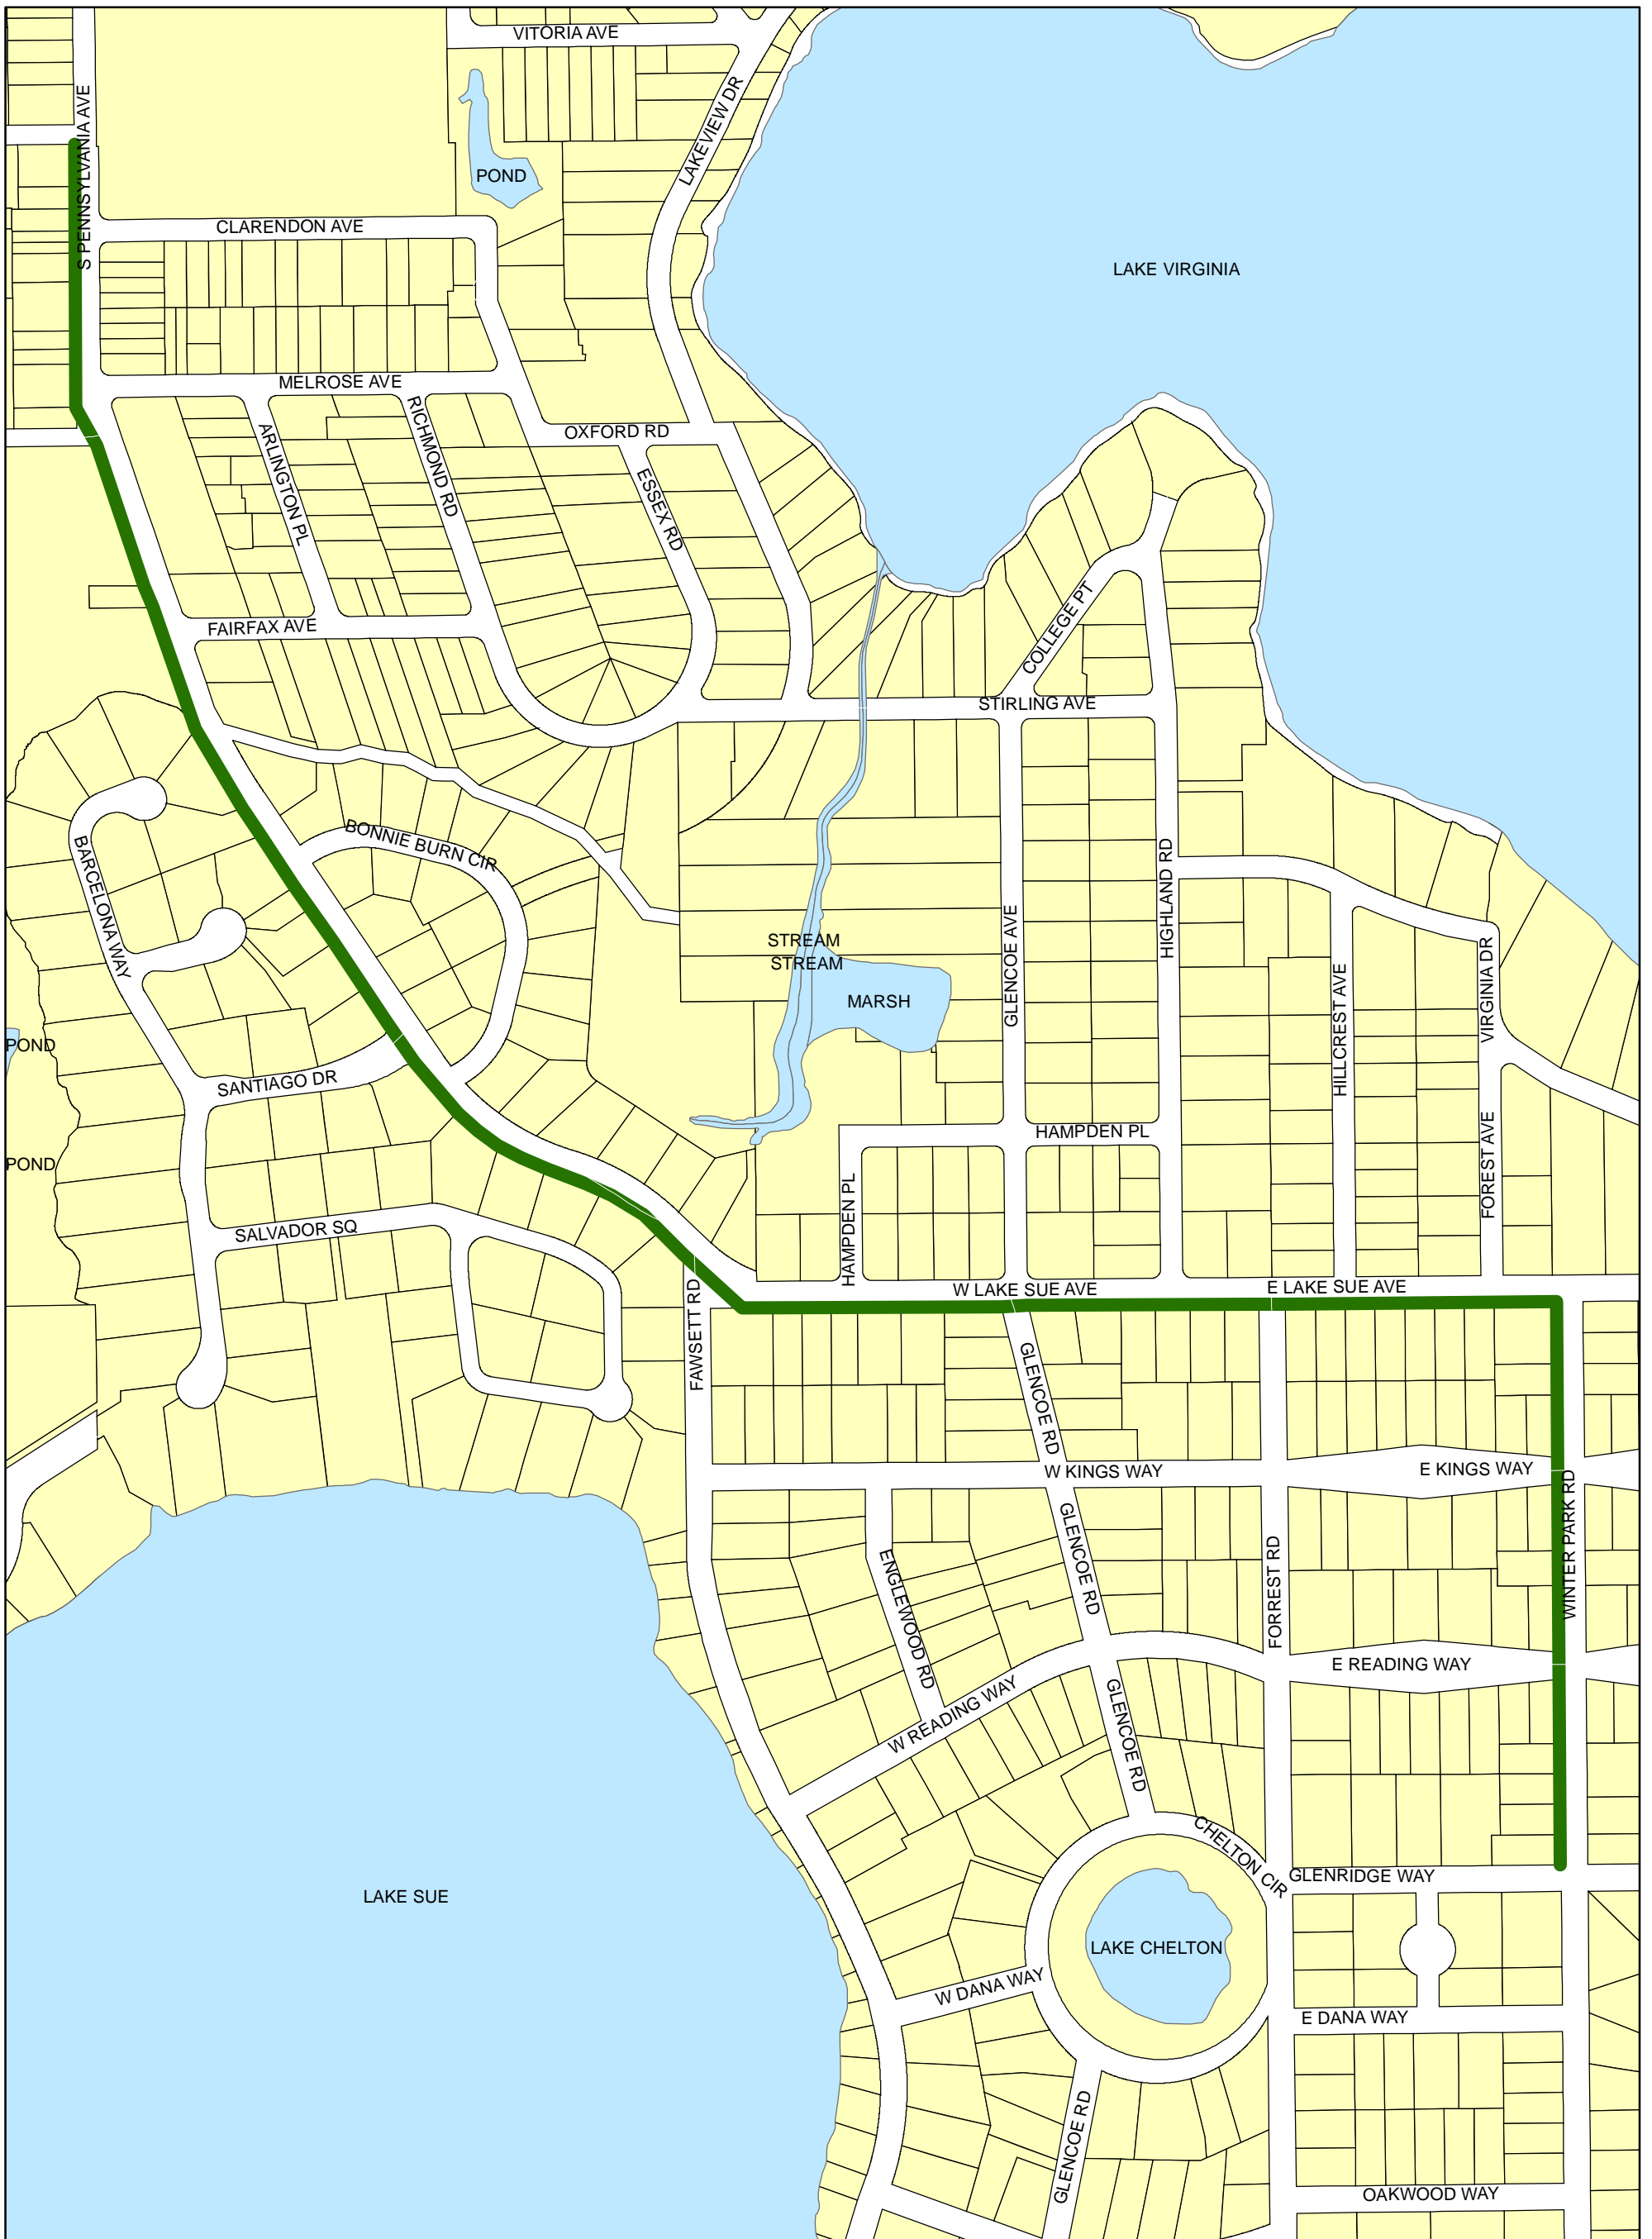 VITORIA AVE
LAKEVIEW DR
S PENNSYLVANIA AVE
POND
CLARENDON AVE
LAKE VIRGINIA
MELROSE AVE
RICHMOND RD
ARLINGTON PL
OXFORD RD
ESSEX RD
FAIRFAX AVE
COLLEGE PT
STIRLING AVE
BONNIE BURN CIR
BARCELONA WAY
HIGHLAND RD
GLENCOE AVE
STREAM
STREAM
MARSH
HILLCREST AVE
VIRGINIA DR
POND
SANTIAGO DR
FOREST AVE
HAMPDEN PL
POND
HAMPDEN PL
SALVADOR SQ
W LAKE SUE AVE
E LAKE SUE AVE
FAWSETT RD
GLENCOE RD
W KINGS WAY
E KINGS WAY
WINTER PARK RD
GLENCOE RD
FORREST RD
ENGLEWOOD RD
E READING WAY
W READING WAY
GLENCOE RD
CHELTON CIR
GLENRIDGE WAY
LAKE SUE
LAKE CHELTON
W DANA WAY
E DANA WAY
GLENCOE RD
OAKWOOD WAY